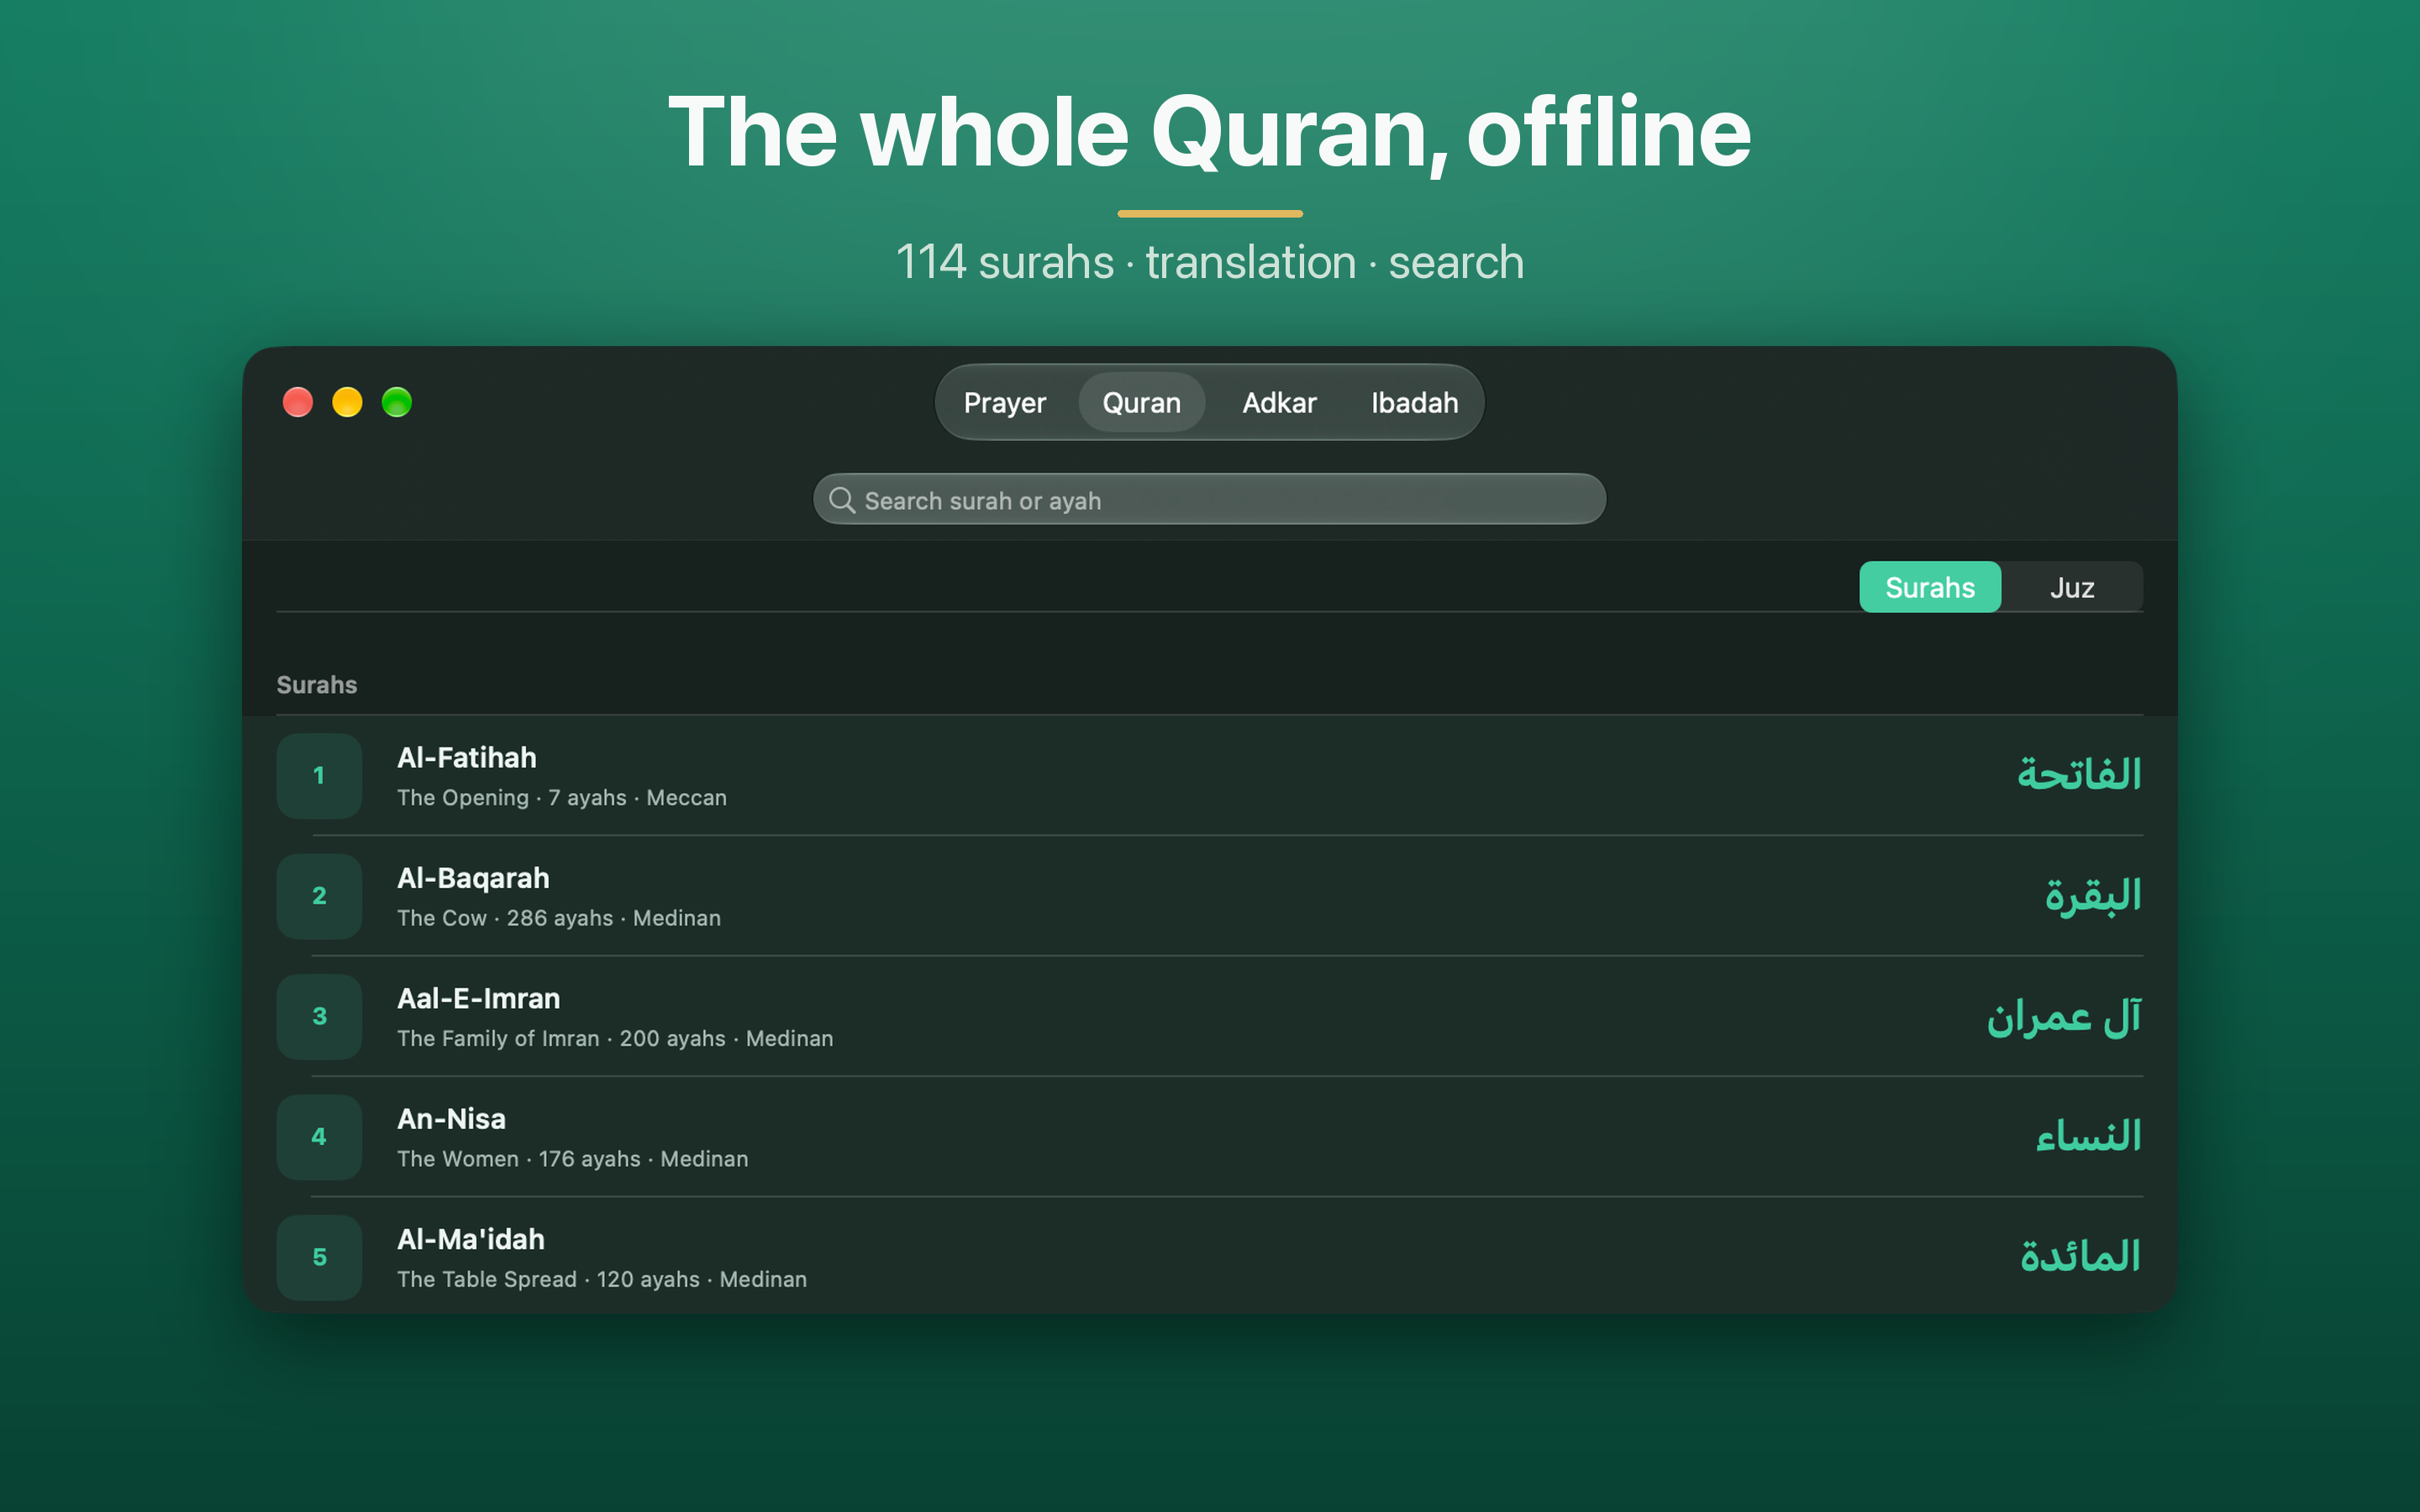 The whole Quran, offline
114 surahs · translation · search
Prayer Quran Adkar Ibadah
Search surah or ayah
Surahs Juz
Surahs
1
Al-Fatihah
الفاتحة
The Opening · 7 ayahs · Meccan
2
Al-Baqarah
البقرة
The Cow · 286 ayahs · Medinan
3
Aal-E-Imran
آل عمران
The Family of Imran · 200 ayahs · Medinan
4
An-Nisa
النساء
The Women · 176 ayahs · Medinan
5
Al-Ma'idah
المائدة
The Table Spread · 120 ayahs · Medinan